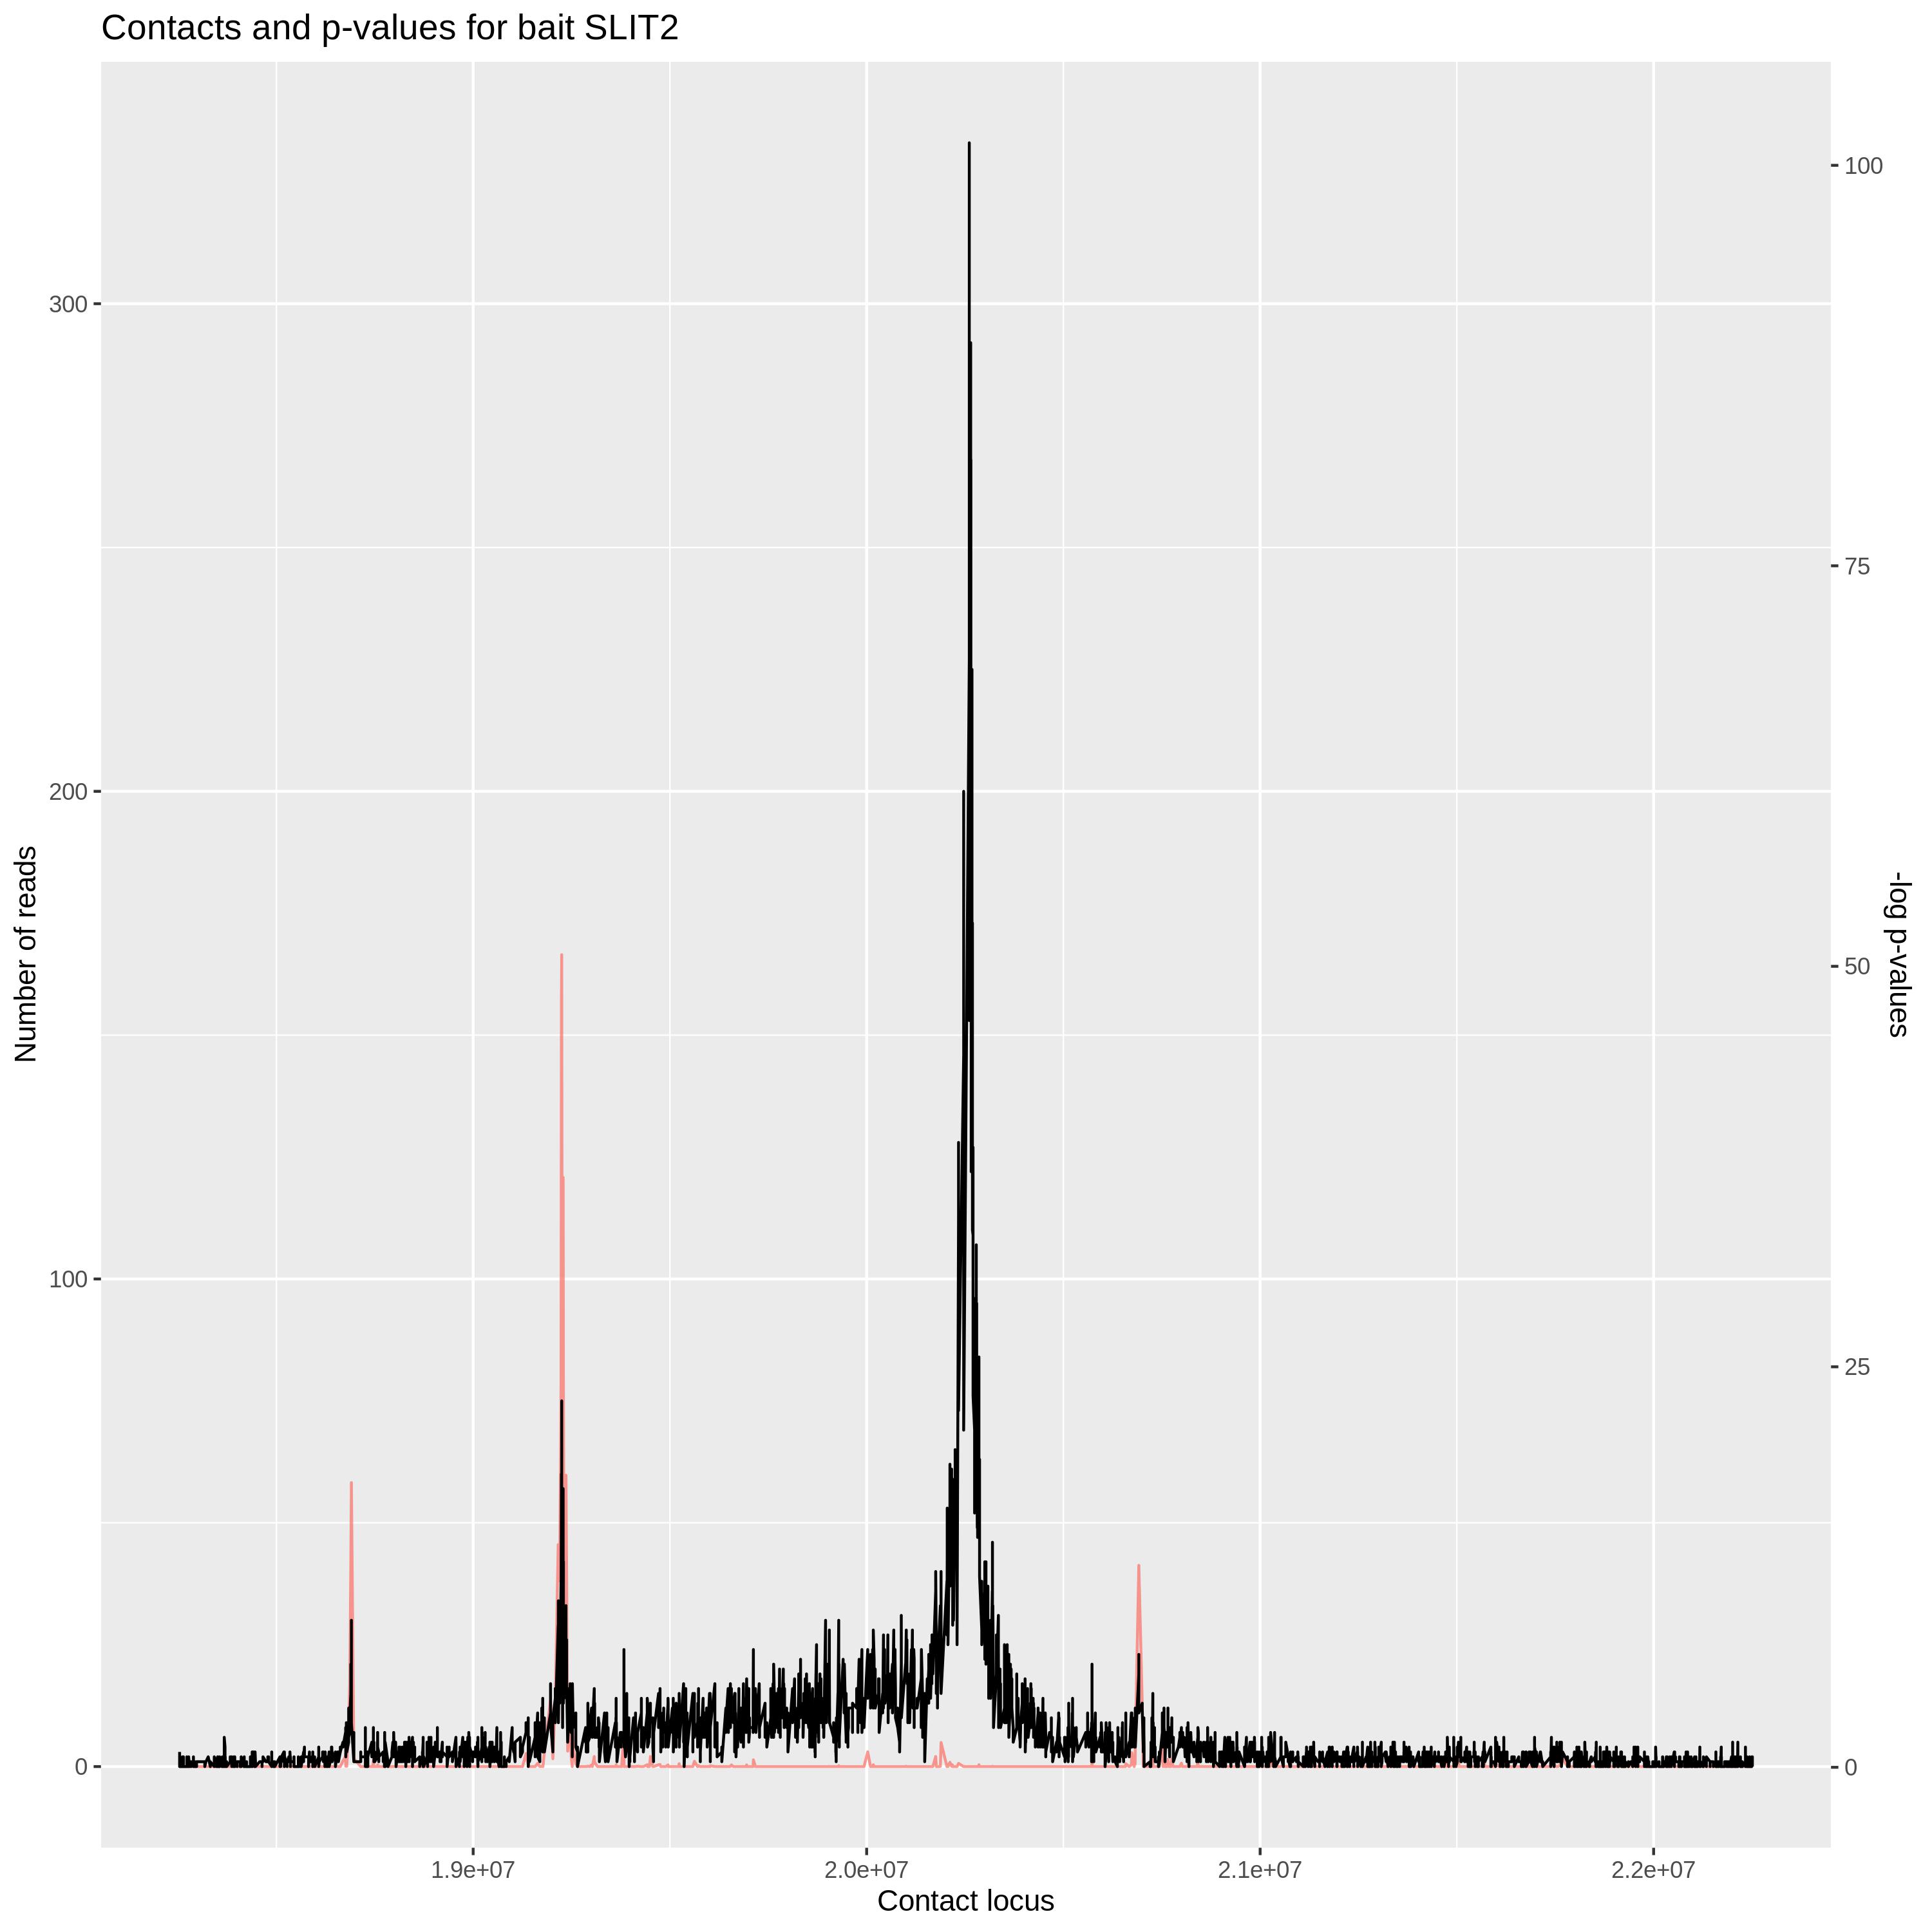 Contacts and p-values for bait SLIT2
Number of reads
300
200
100
0
100
75
50
25
0
-log p-values
1.9e+07
2.0e+07
2.1e+07
2.2e+07
Contact locus